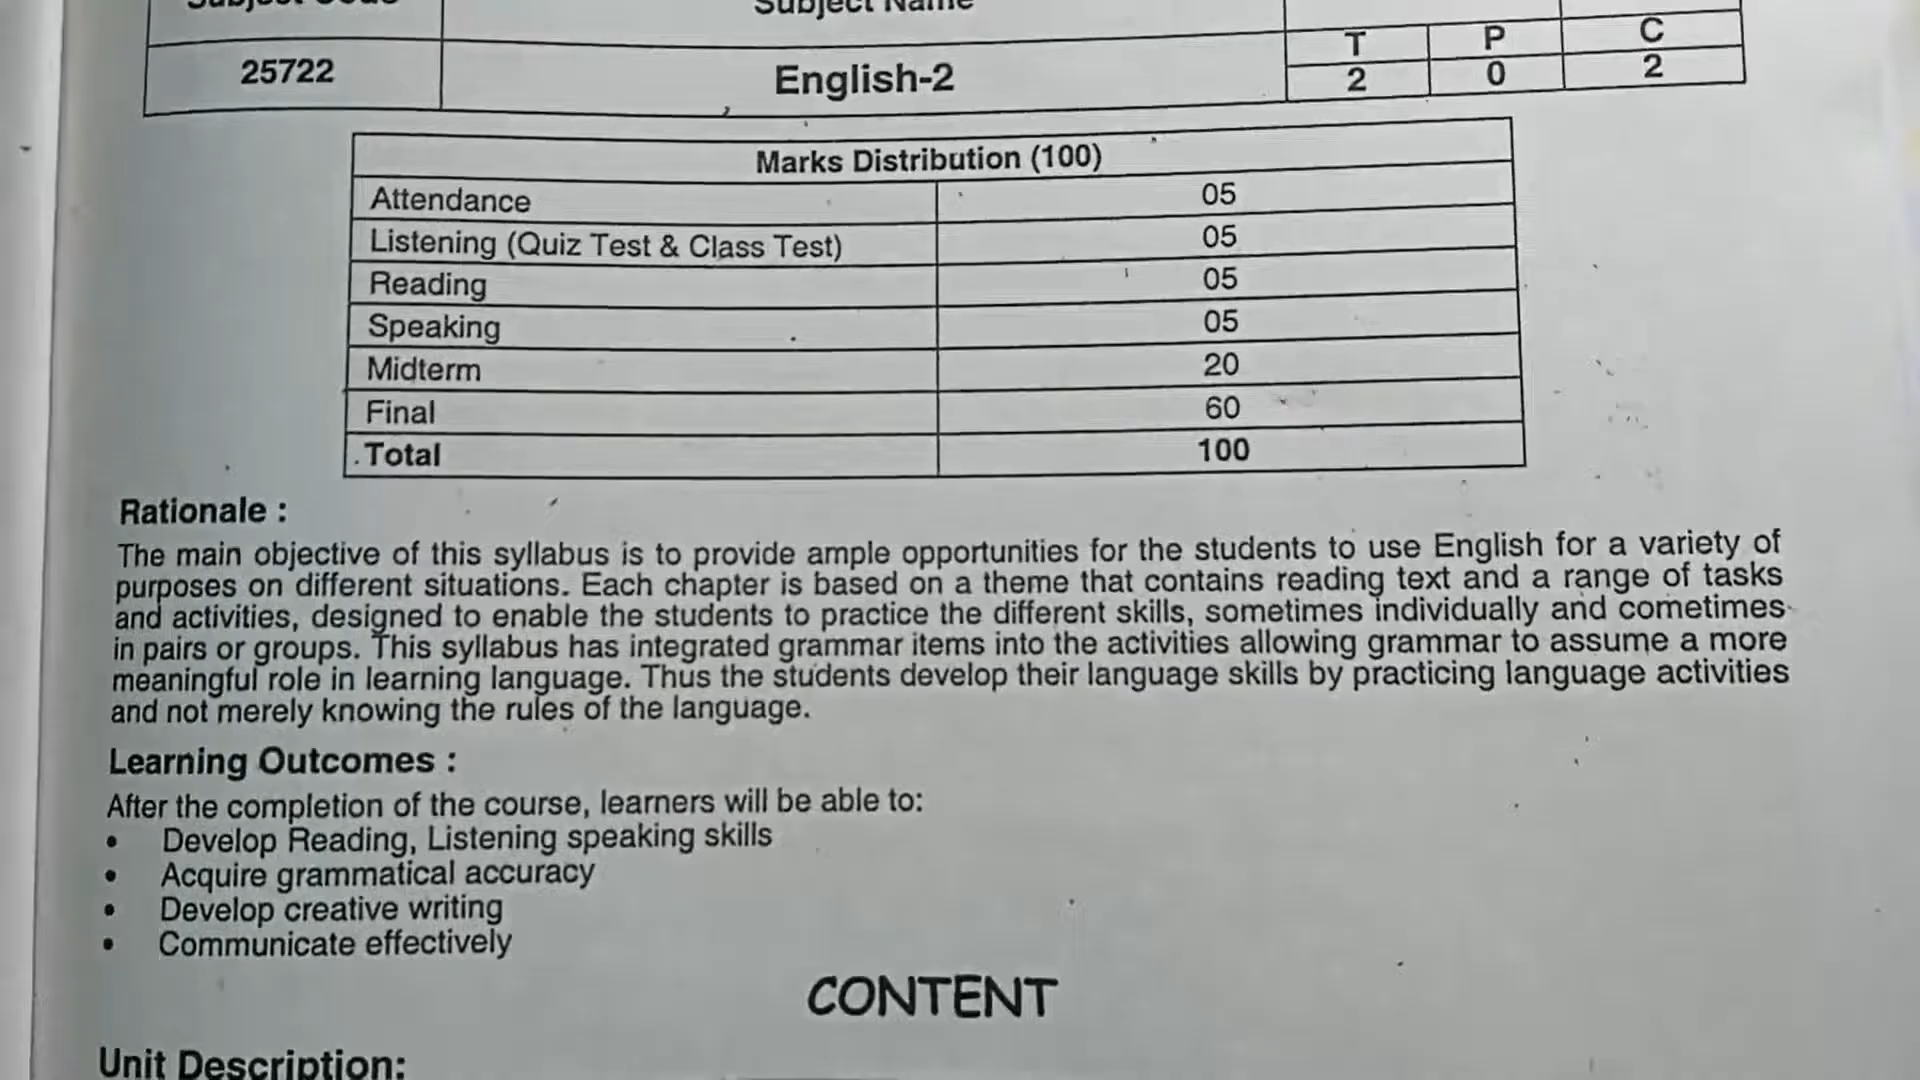 Subject Code Subject Name
T P C
25722 English-2 2 0 2
Marks Distribution (100)
Attendance 05
Listening (Quiz Test & Class Test) 05
Reading 05
Speaking 05
Midterm 20
Final 60
Total 100
Rationale :
The main objective of this syllabus is to provide ample opportunities for the students to use English for a variety of
purposes on different situations. Each chapter is based on a theme that contains reading text and a range of tasks
and activities, designed to enable the students to practice the different skills, sometimes individually and cometimes
in pairs or groups. This syllabus has integrated grammar items into the activities allowing grammar to assume a more
meaningful role in learning language. Thus the students develop their language skills by practicing language activities
and not merely knowing the rules of the language.
Learning Outcomes :
After the completion of the course, learners will be able to:
• Develop Reading, Listening speaking skills
• Acquire grammatical accuracy
• Develop creative writing
• Communicate effectively
CONTENT
Unit Description: